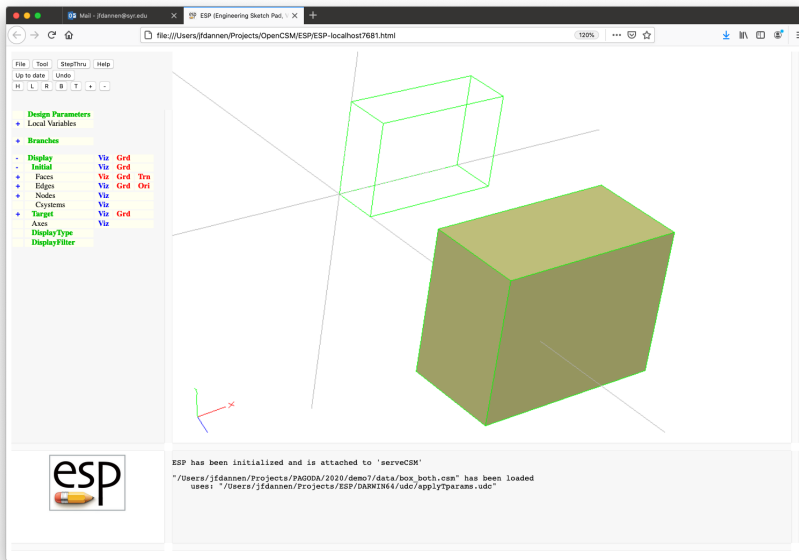 Mail - jfdannen@syr.edu
ESP (Engineering Sketch Pad,
file:///Users/jfdannen/Projects/OpenCSM/ESP/ESP-localhost7681.html
120%
File Tool StepThru Help
Up to date Undo
H L R B T + -
Design Parameters
+ Local Variables
+ Branches
- Display Viz Grd
- Initial Viz Grd
+ Faces Viz Grd Trn
+ Edges Viz Grd Ori
+ Nodes Viz
Csystems Viz
+ Target Viz Grd
Axes Viz
DisplayType
DisplayFilter
esp
ESP has been initialized and is attached to 'serveCSM'
"/Users/jfdannen/Projects/PAGODA/2020/demo7/data/box_both.csm" has been loaded
uses: "/Users/jfdannen/Projects/ESP/DARWIN64/udc/applyTparams.udc"